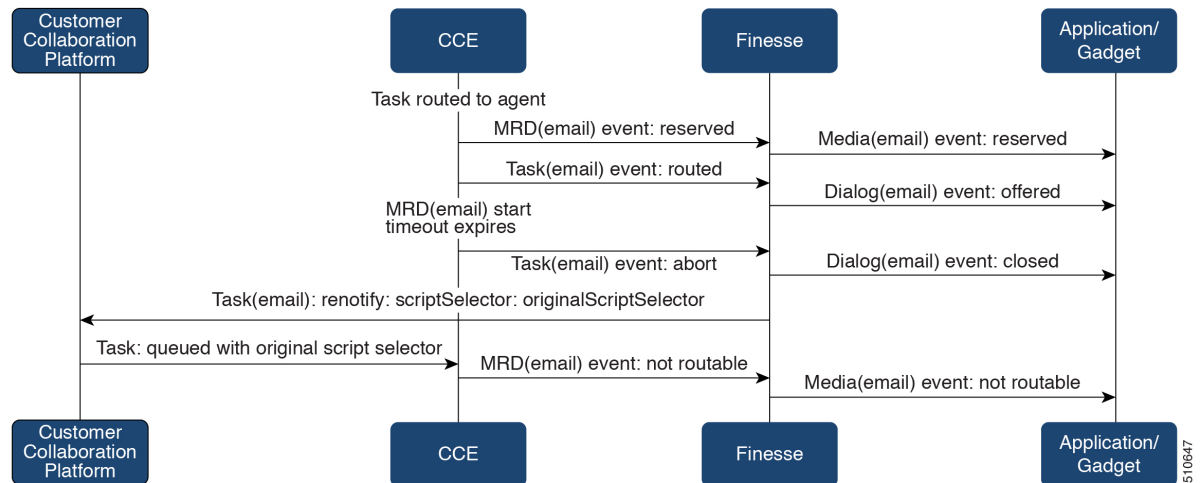 Customer
Collaboration
Platform
CCE
Finesse
Application/
Gadget
Task routed to agent
MRD(email) event: reserved
Media(email) event: reserved
Task(email) event: routed
Dialog(email) event: offered
MRD(email) start
timeout expires
Task(email) event: abort
Dialog(email) event: closed
Task(email): renotify: scriptSelector: originalScriptSelector
Task: queued with original script selector
MRD(email) event: not routable
Media(email) event: not routable
Customer
Collaboration
Platform
CCE
Finesse
Application/
Gadget
510647